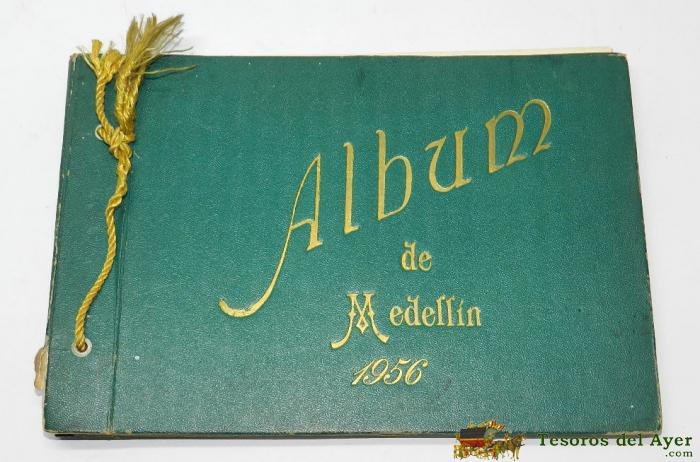 Album
de
Medellín
1956
Tesoros del Ayer
.com